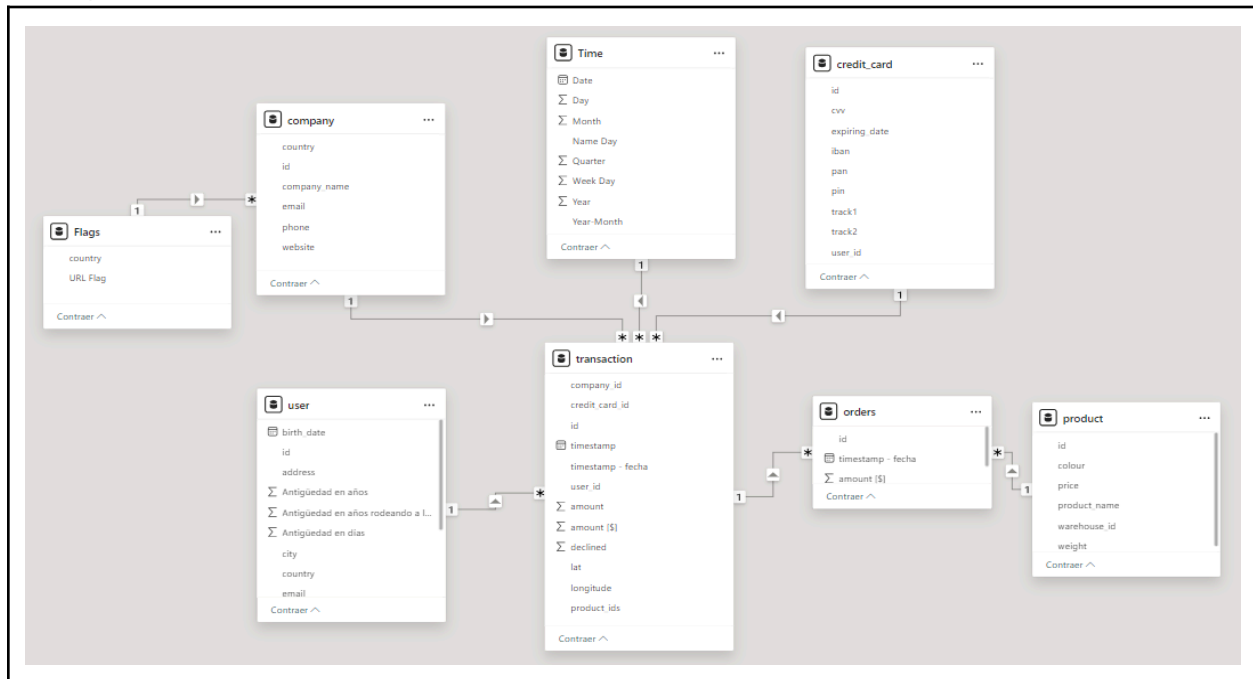 Time
Date
Day
Month
Name Day
Quarter
Week Day
Year
Year-Month
Contraer
credit_card
id
cvv
expiring_date
iban
pan
pin
track1
track2
user_id
Contraer
company
country
id
company_name
email
phone
website
Contraer
Flags
country
URL Flag
Contraer
1
*
1
1
1
* * *
transaction
company_id
credit_card_id
id
timestamp
timestamp - fecha
user_id
amount
amount [$]
declined
lat
longitude
product_ids
Contraer
user
birth_date
id
address
Antigüedad en años
Antigüedad en años rodeando a l...
Antigüedad en dias
city
country
email
Contraer
1
*
orders
id
timestamp - fecha
amount [$]
Contraer
1
*
*
1
product
id
colour
price
product_name
warehouse_id
weight
Contraer